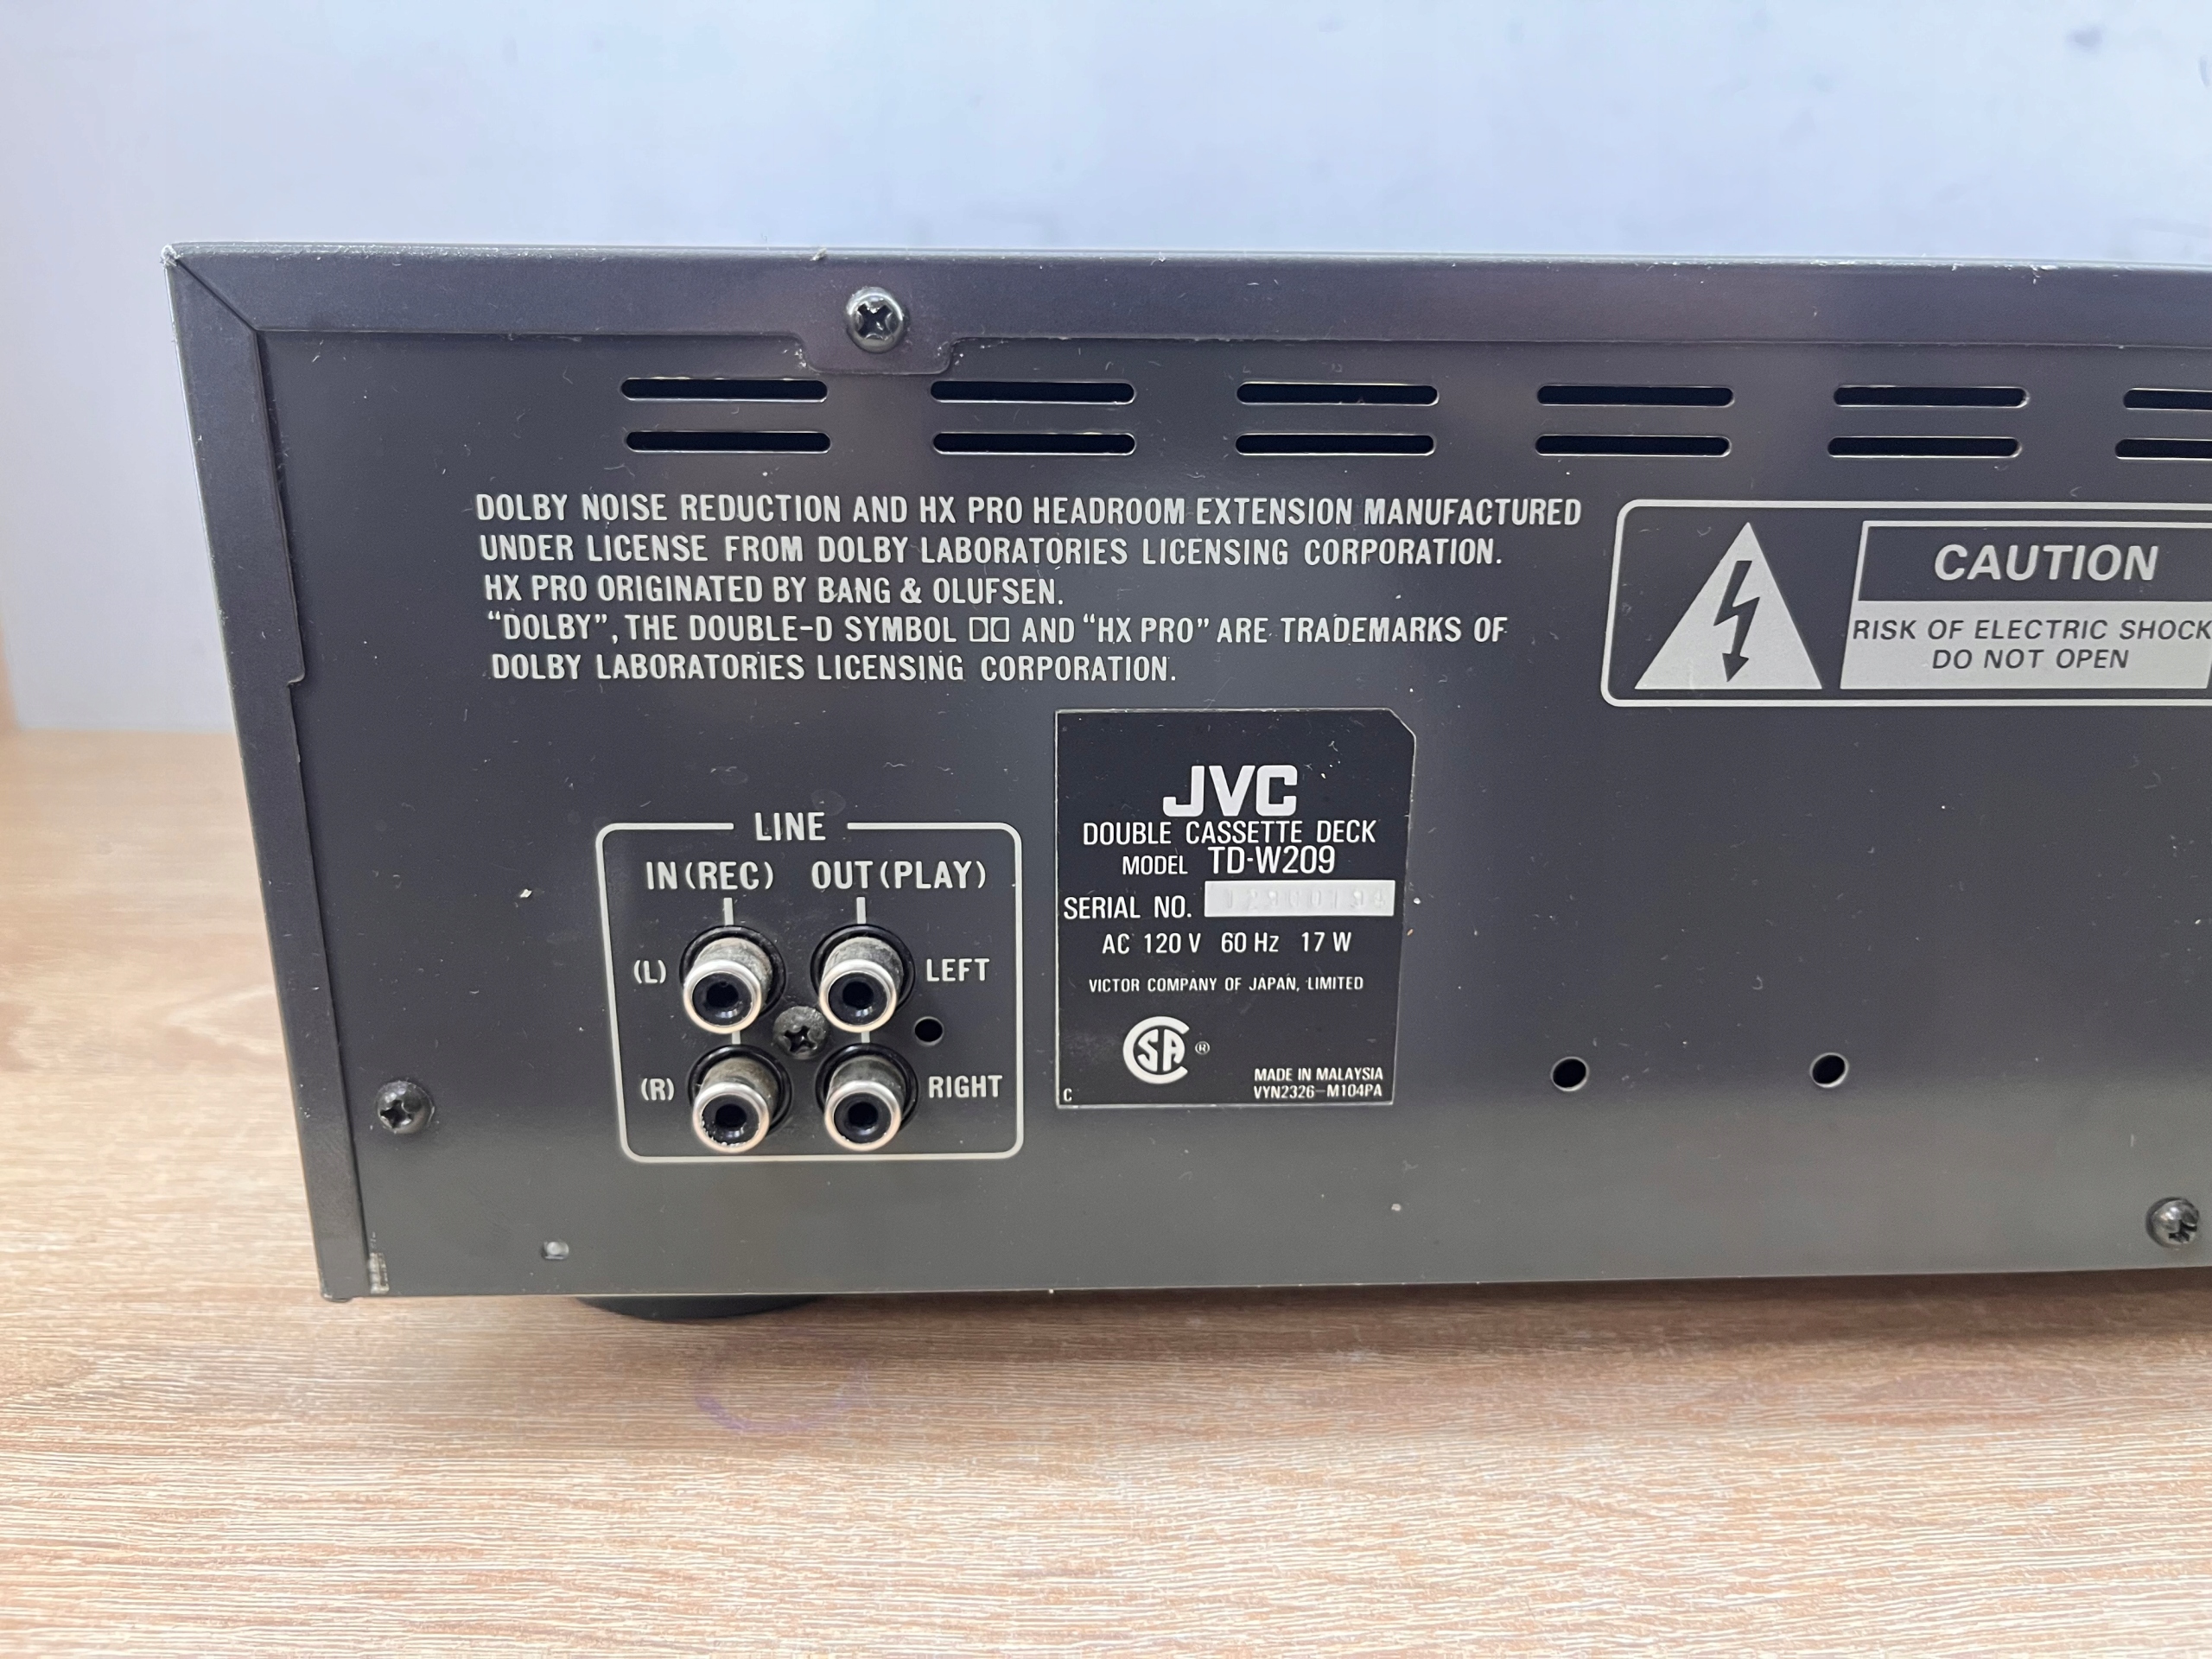 DOLBY NOISE REDUCTION AND HX PRO HEADROOM EXTENSION MANUFACTURED
UNDER LICENSE FROM DOLBY LABORATORIES LICENSING CORPORATION.
HX PRO ORIGINATED BY BANG & OLUFSEN.
“DOLBY”, THE DOUBLE-D SYMBOL AND “HX PRO” ARE TRADEMARKS OF
DOLBY LABORATORIES LICENSING CORPORATION.
CAUTION
RISK OF ELECTRIC SHOCK
DO NOT OPEN
LINE
IN (REC) OUT (PLAY)
(L) LEFT
(R) RIGHT
JVC
DOUBLE CASSETTE DECK
MODEL TD-W209
SERIAL NO.
AC 120 V 60 Hz 17 W
VICTOR COMPANY OF JAPAN, LIMITED
SA ®
MADE IN MALAYSIA
C VYN2326-M104PA